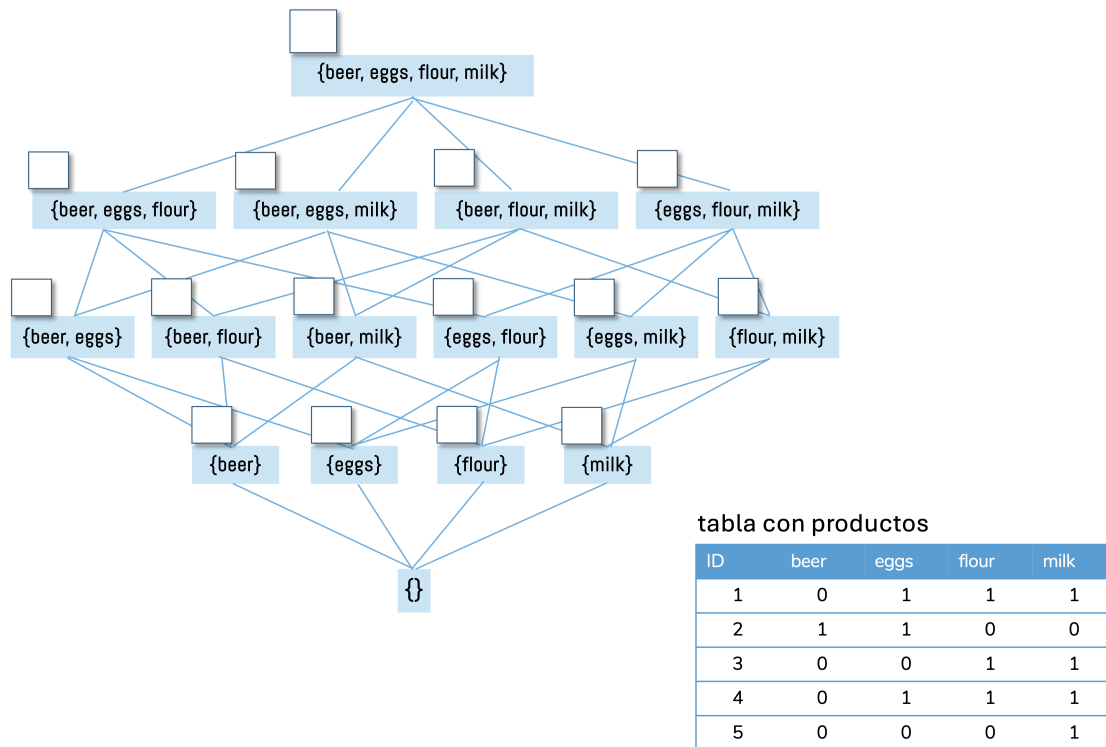 {beer, eggs, flour, milk}
{beer, eggs, flour} {beer, eggs, milk} {beer, flour, milk} {eggs, flour, milk}
{beer, eggs} {beer, flour} {beer, milk} {eggs, flour} {eggs, milk} {flour, milk}
{beer} {eggs} {flour} {milk}
{}
tabla con productos
ID beer eggs flour milk
1 0 1 1 1
2 1 1 0 0
3 0 0 1 1
4 0 1 1 1
5 0 0 0 1